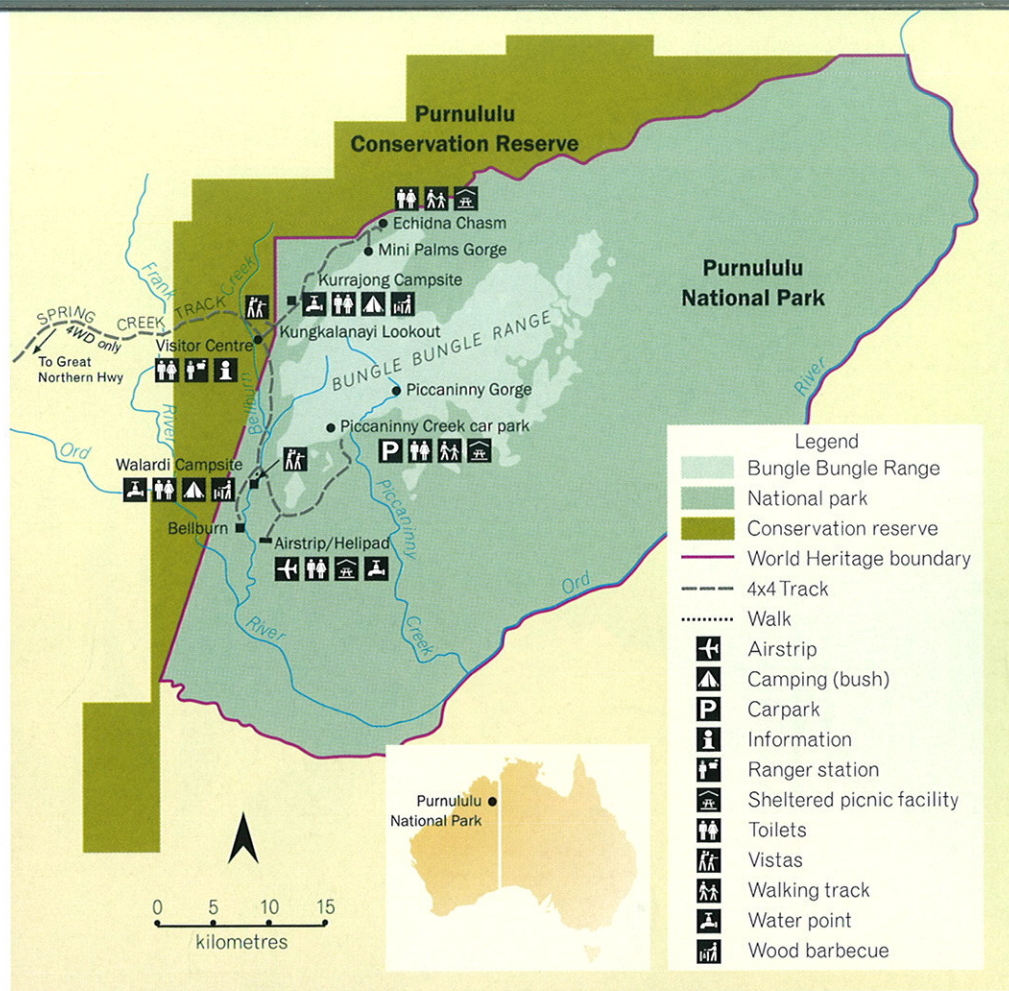 Purnululu
Conservation Reserve
Echidna Chasm
Mini Palms Gorge
Purnululu
National Park
Kurrajong Campsite
Frank
River
Creek
Bellburn
SPRING CREEK TRACK
4WD only
To Great
Northern Hwy
Visitor Centre
Kungkalanayi Lookout
BUNGLE BUNGLE RANGE
Piccaninny Gorge
River
Piccaninny Creek car park
P
Ord
River
Walardi Campsite
Bellburn
Airstrip/Helipad
Piccaninny
Creek
Ord
Legend
Bungle Bungle Range
National park
Conservation reserve
World Heritage boundary
4x4 Track
Walk
Airstrip
Camping (bush)
P Carpark
i Information
Ranger station
Sheltered picnic facility
Toilets
Vistas
Walking track
Water point
Wood barbecue
Purnululu
National Park
0 5 10 15
kilometres